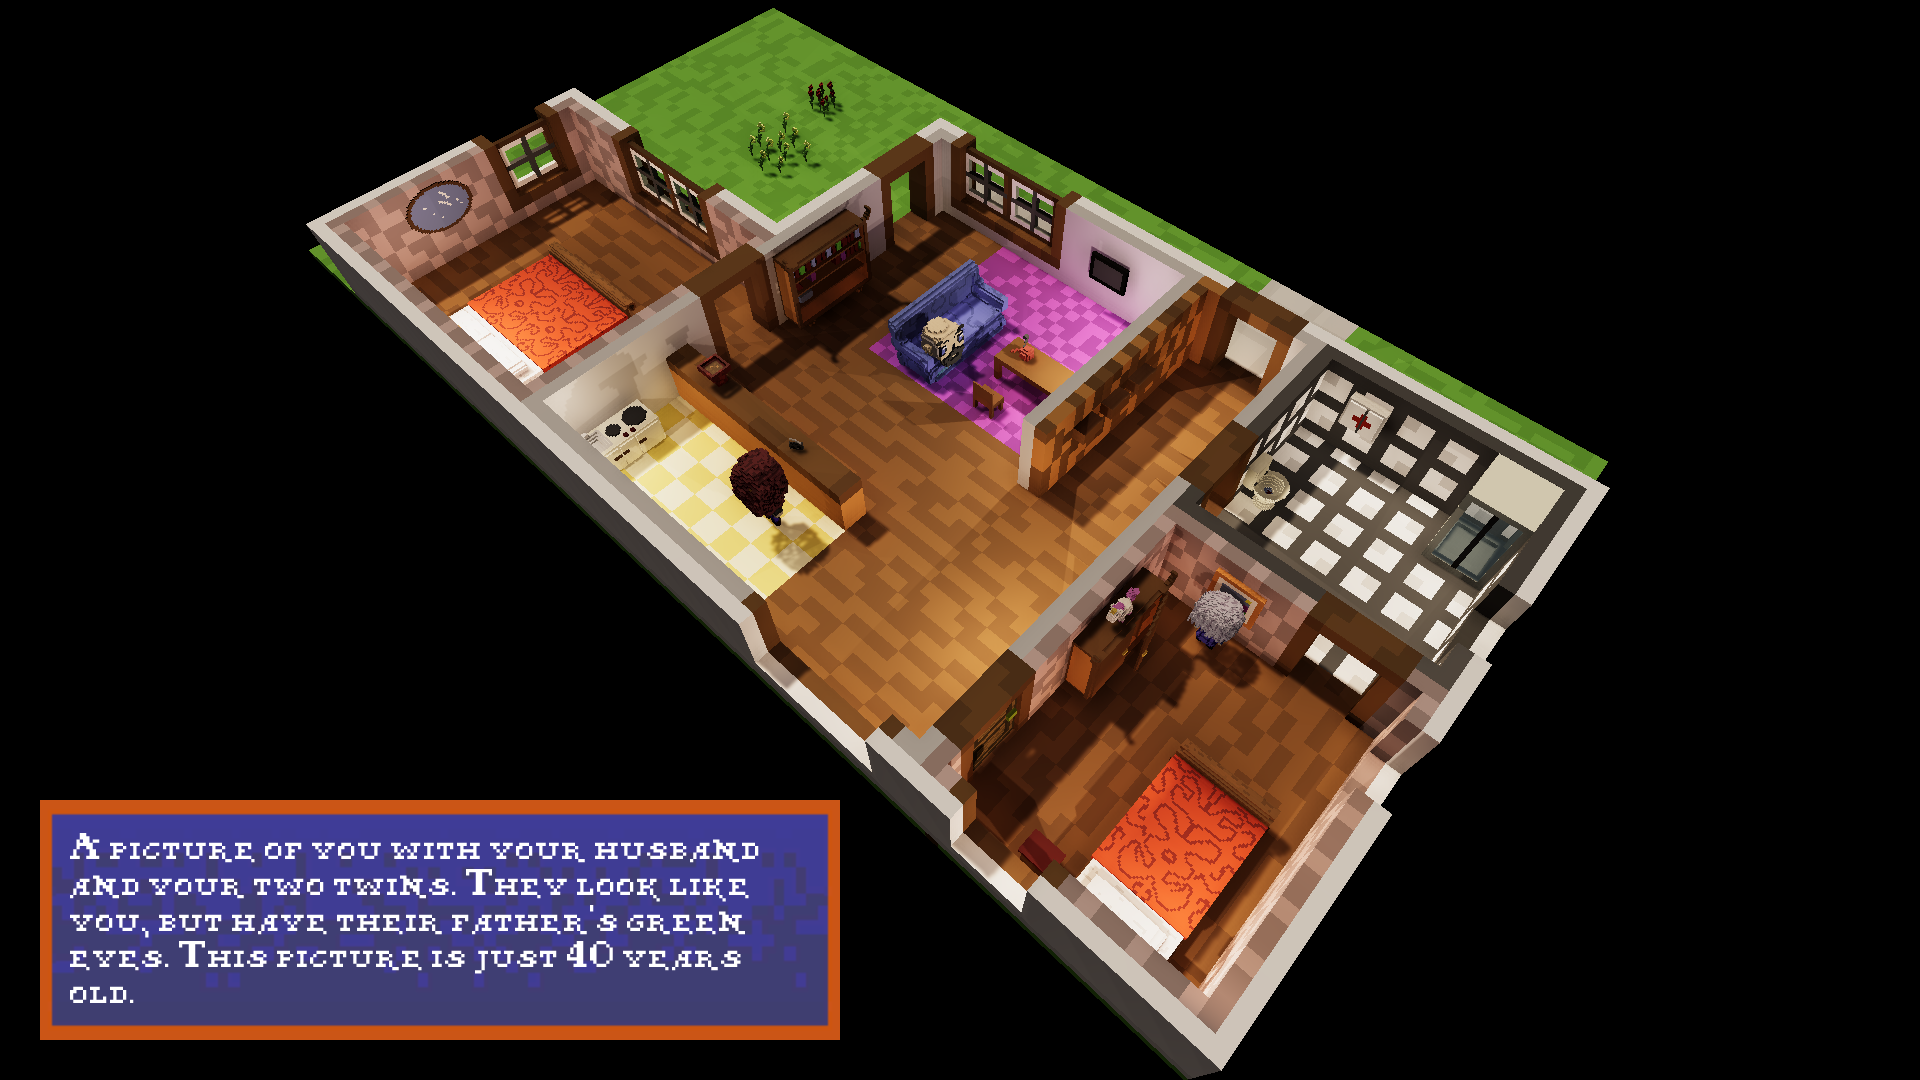 A picture of you with your husband
and your two twins. They look like
you, but have their father's green
eyes. This picture is just 40 years
old.